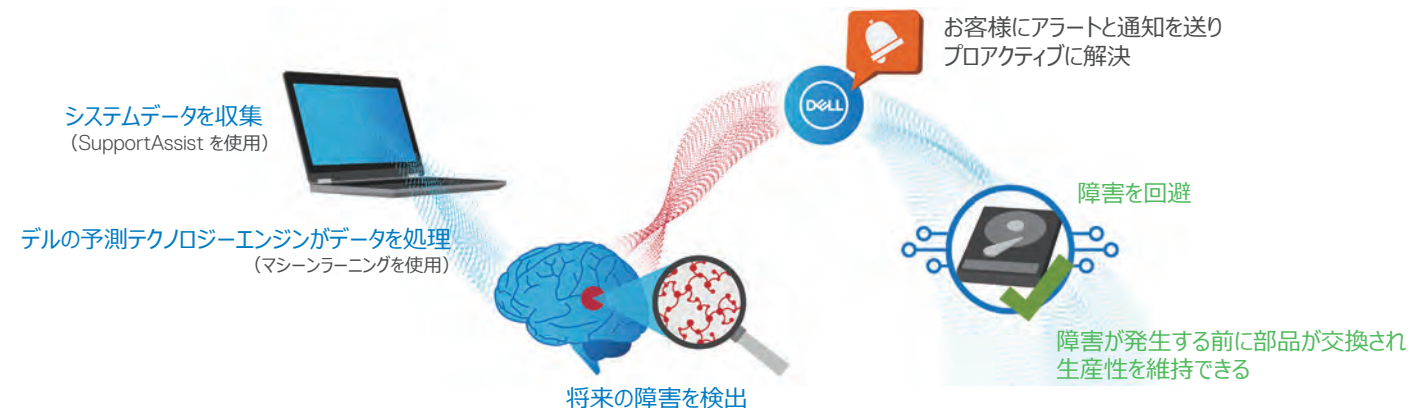 システムデータを収集
（SupportAssist を使用）
デルの予測テクノロジーエンジンがデータを処理
（マシーンラーニングを使用）
将来の障害を検出
DELL
お客様にアラートと通知を送り
プロアクティブに解決
障害を回避
障害が発生する前に部品が交換され
生産性を維持できる